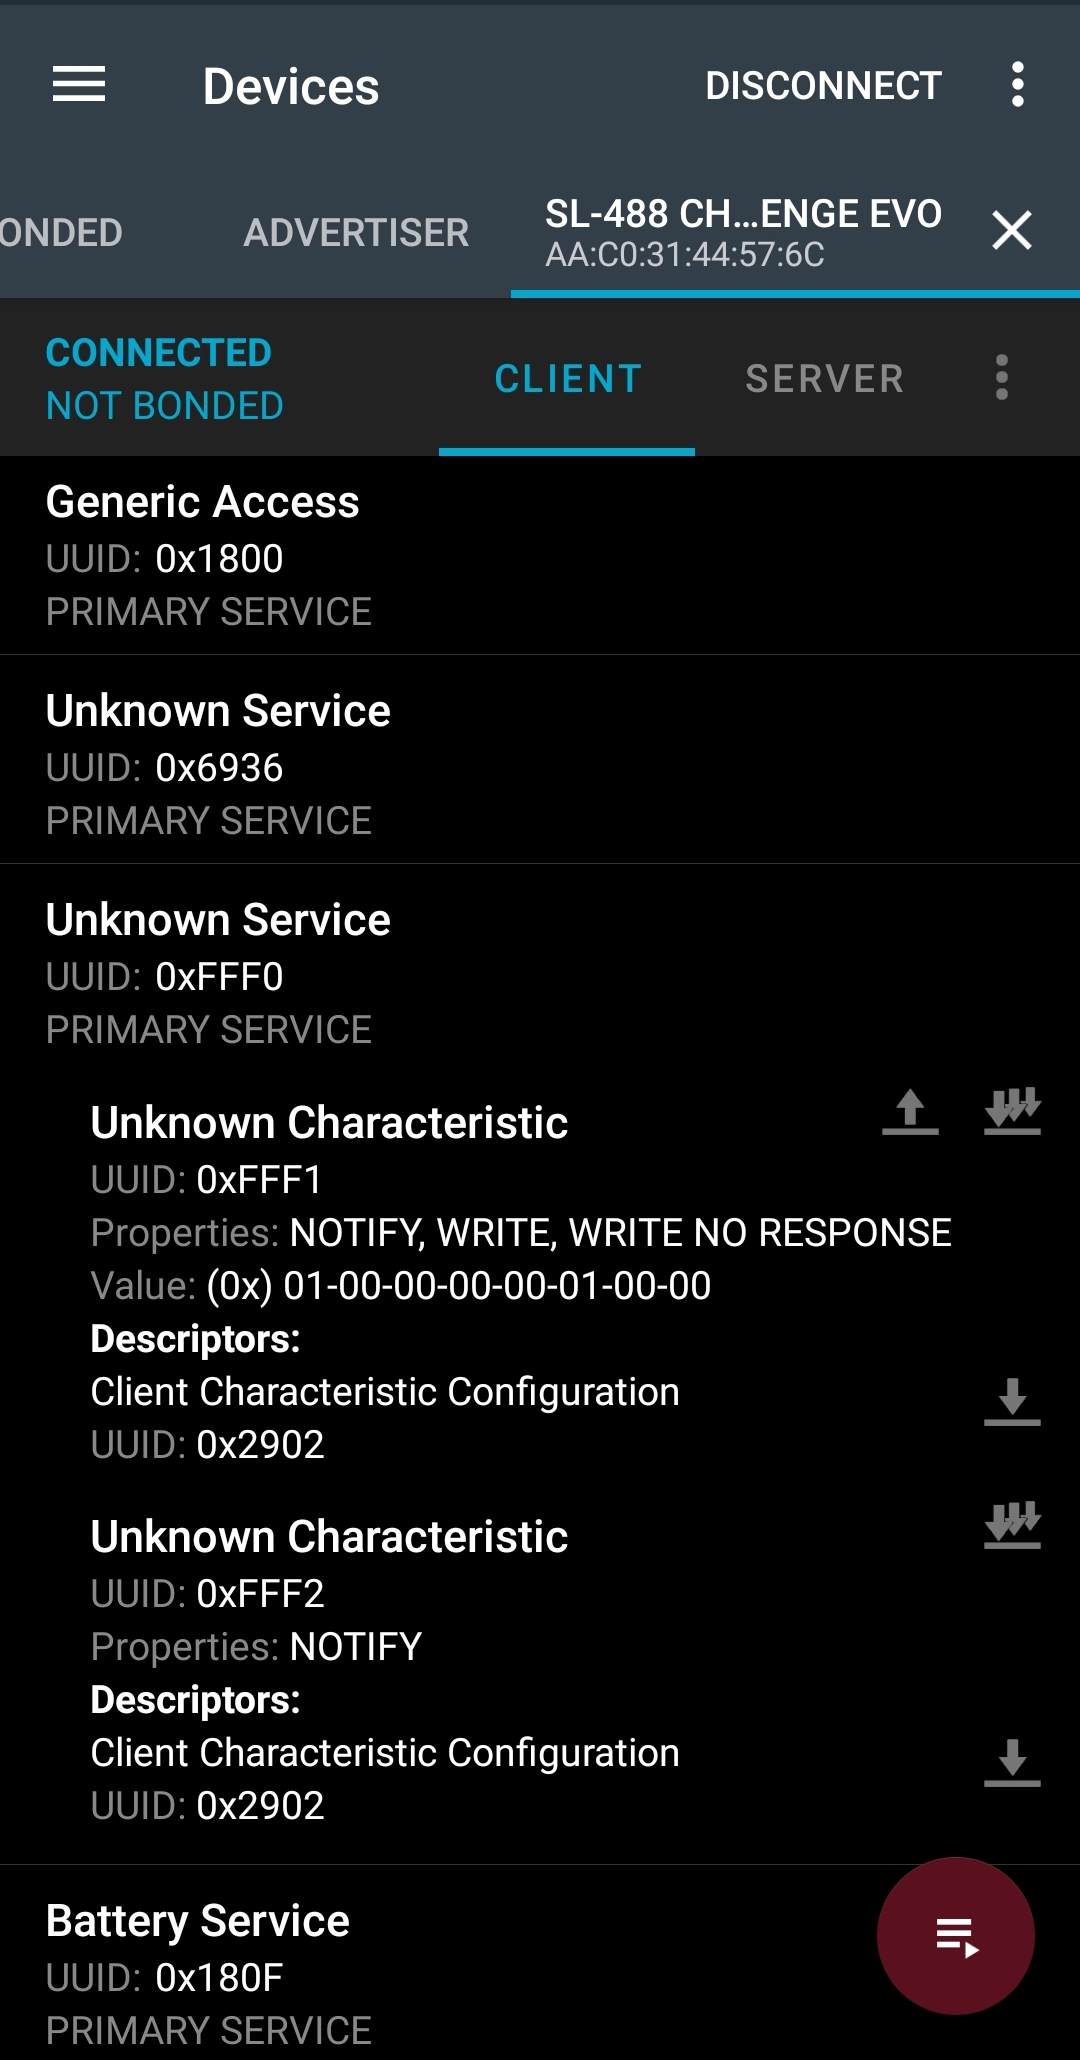 Devices
DISCONNECT
ONDED
ADVERTISER
SL-488 CH...ENGE EVO
AA:C0:31:44:57:6C
CONNECTED
NOT BONDED
CLIENT
SERVER
Generic Access
UUID: 0x1800
PRIMARY SERVICE
Unknown Service
UUID: 0x6936
PRIMARY SERVICE
Unknown Service
UUID: 0xFFF0
PRIMARY SERVICE
Unknown Characteristic
UUID: 0xFFF1
Properties: NOTIFY, WRITE, WRITE NO RESPONSE
Value: (0x) 01-00-00-00-00-01-00-00
Descriptors:
Client Characteristic Configuration
UUID: 0x2902
Unknown Characteristic
UUID: 0xFFF2
Properties: NOTIFY
Descriptors:
Client Characteristic Configuration
UUID: 0x2902
Battery Service
UUID: 0x180F
PRIMARY SERVICE